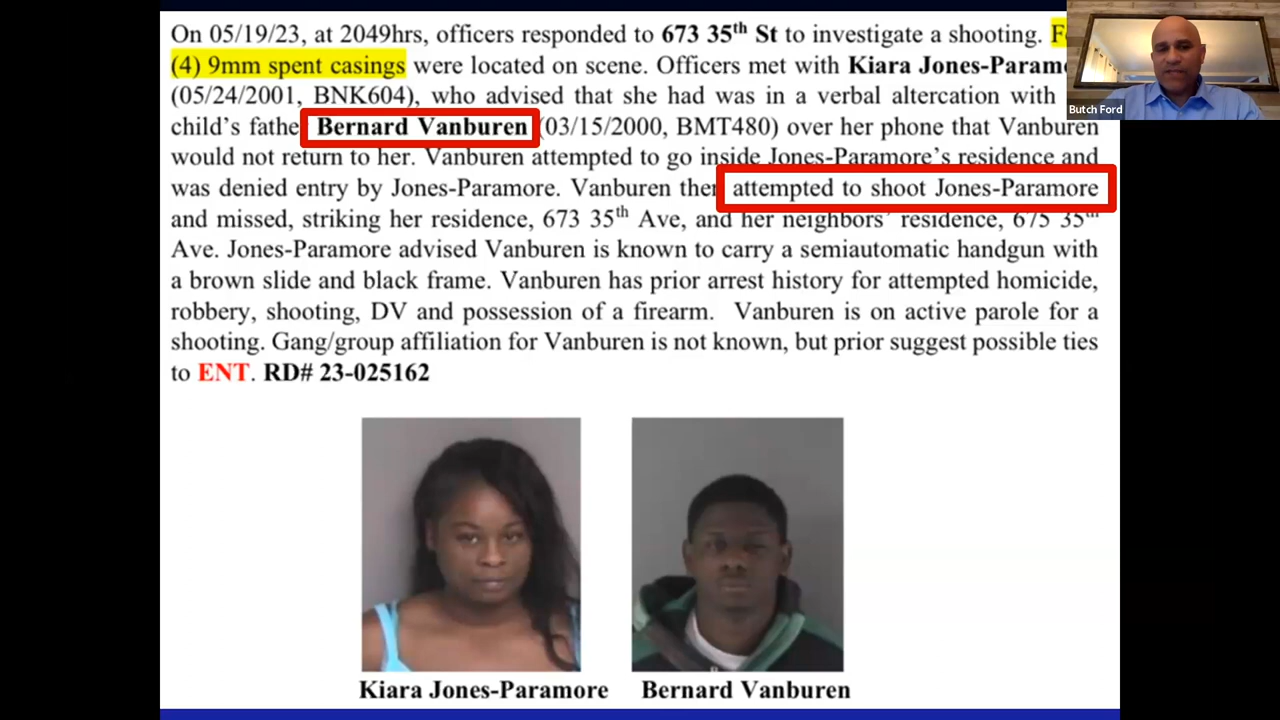 On 05/19/23, at 2049hrs, officers responded to 673 35th St to investigate a shooting.
(4) 9mm spent casings were located on scene. Officers met with Kiara Jones-Paramo
(05/24/2001, BNK604), who advised that she had was in a verbal altercation with
child's fathe Bernard Vanburen (03/15/2000, BMT480) over her phone that Vanburen
would not return to her. Vanburen attempted to go inside Jones-Paramore's residence and
was denied entry by Jones-Paramore. Vanburen then attempted to shoot Jones-Paramore
and missed, striking her residence, 673 35th Ave, and her neighbors' residence, 675 35th
Ave. Jones-Paramore advised Vanburen is known to carry a semiautomatic handgun with
a brown slide and black frame. Vanburen has prior arrest history for attempted homicide,
robbery, shooting, DV and possession of a firearm. Vanburen is on active parole for a
shooting. Gang/group affiliation for Vanburen is not known, but prior suggest possible ties
to ENT. RD# 23-025162
Kiara Jones-Paramore
Bernard Vanburen
Butch Ford